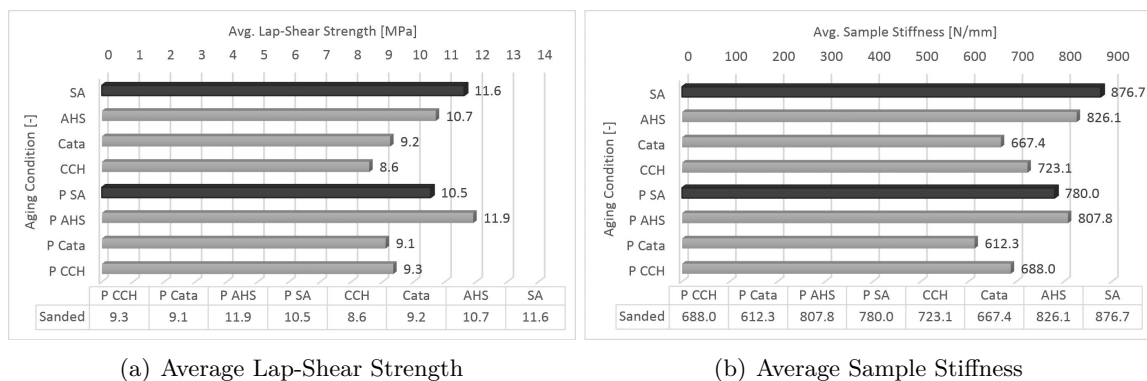 Avg. Lap-Shear Strength [MPa]
0 1 2 3 4 5 6 7 8 9 10 11 12 13 14
Aging Condition [-]
SA 11.6
AHS 10.7
Cata 9.2
CCH 8.6
P SA 10.5
P AHS 11.9
P Cata 9.1
P CCH 9.3
P CCH P Cata P AHS P SA CCH Cata AHS SA
Sanded 9.3 9.1 11.9 10.5 8.6 9.2 10.7 11.6
(a) Average Lap-Shear Strength
Avg. Sample Stiffness [N/mm]
0 100 200 300 400 500 600 700 800 900
Aging Condition [-]
SA 876.7
AHS 826.1
Cata 667.4
CCH 723.1
P SA 780.0
P AHS 807.8
P Cata 612.3
P CCH 688.0
P CCH P Cata P AHS P SA CCH Cata AHS SA
Sanded 688.0 612.3 807.8 780.0 723.1 667.4 826.1 876.7
(b) Average Sample Stiffness